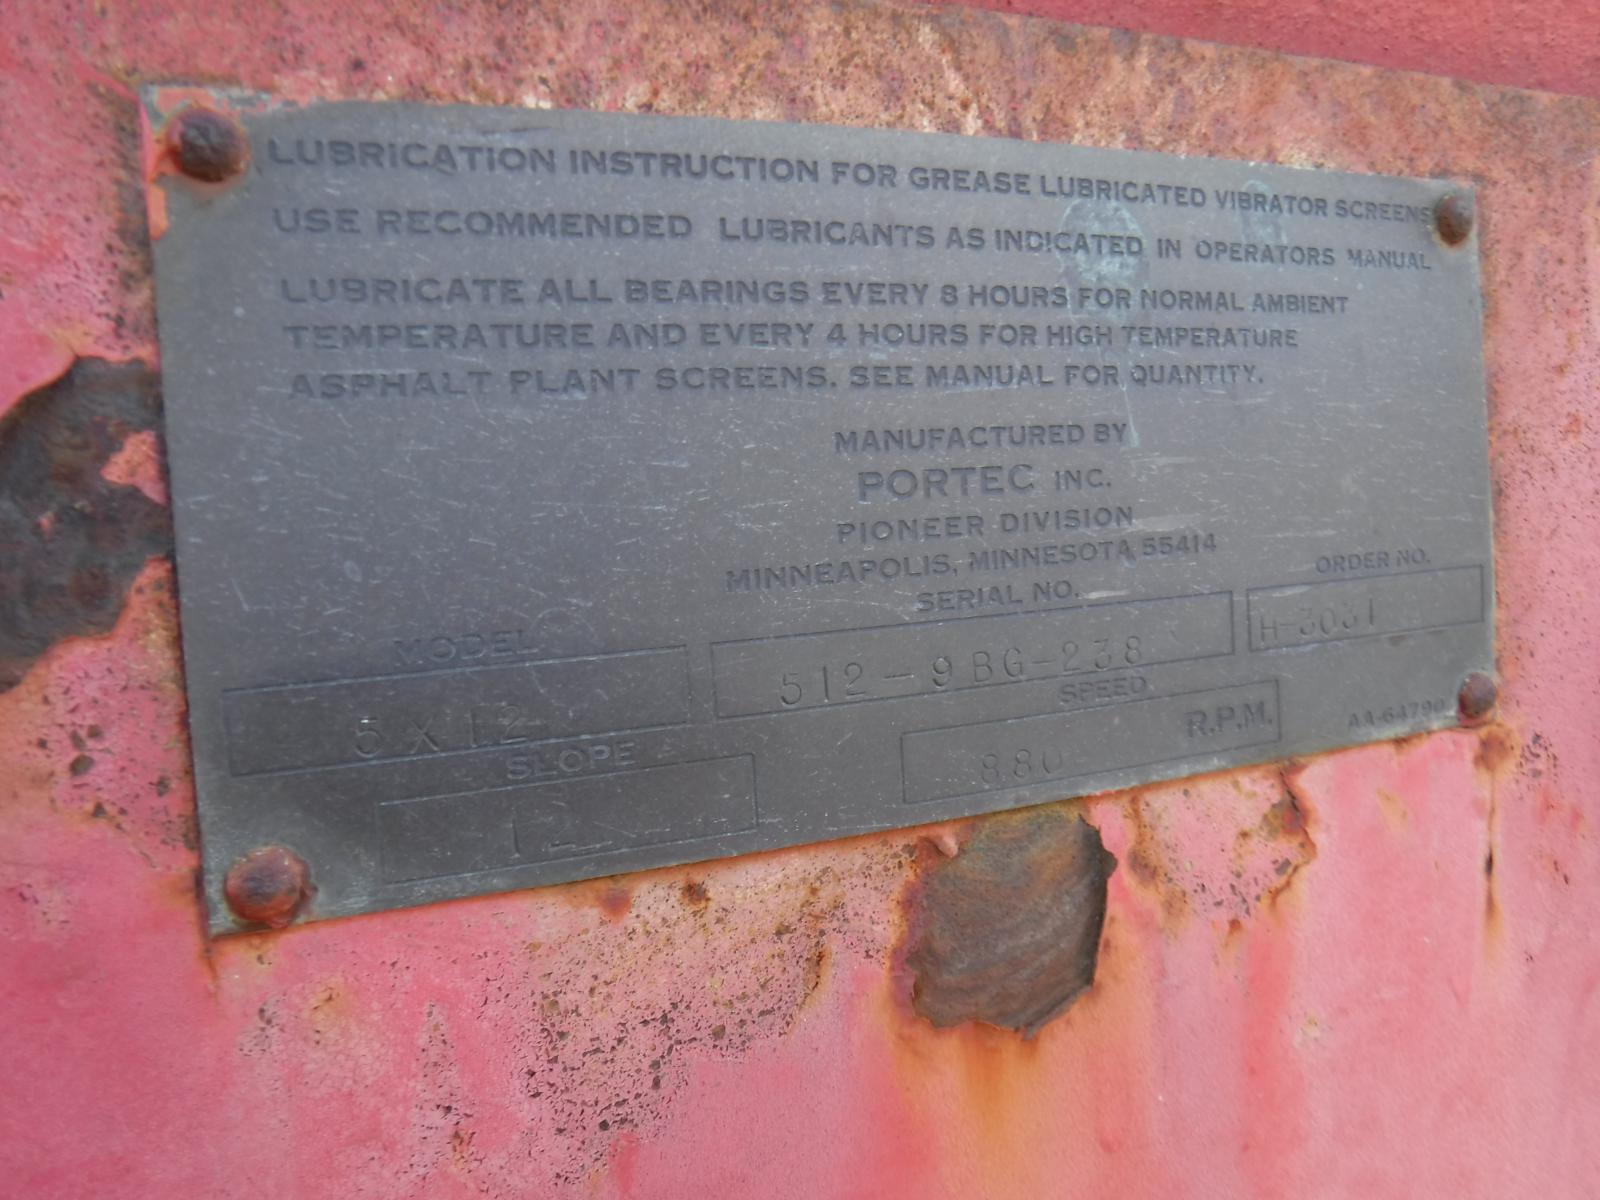 LUBRICATION INSTRUCTION FOR GREASE LUBRICATED VIBRATOR SCREENS
USE RECOMMENDED LUBRICANTS AS INDICATED IN OPERATORS MANUAL
LUBRICATE ALL BEARINGS EVERY 8 HOURS FOR NORMAL AMBIENT
TEMPERATURE AND EVERY 4 HOURS FOR HIGH TEMPERATURE
ASPHALT PLANT SCREENS. SEE MANUAL FOR QUANTITY.
MANUFACTURED BY
PORTEC INC.
PIONEER DIVISION
MINNEAPOLIS, MINNESOTA 55414
MODEL
5 X 12
SERIAL NO.
512-9BG-238
ORDER NO.
H-3031
SLOPE
12
SPEED
880 R.P.M.
AA-64790